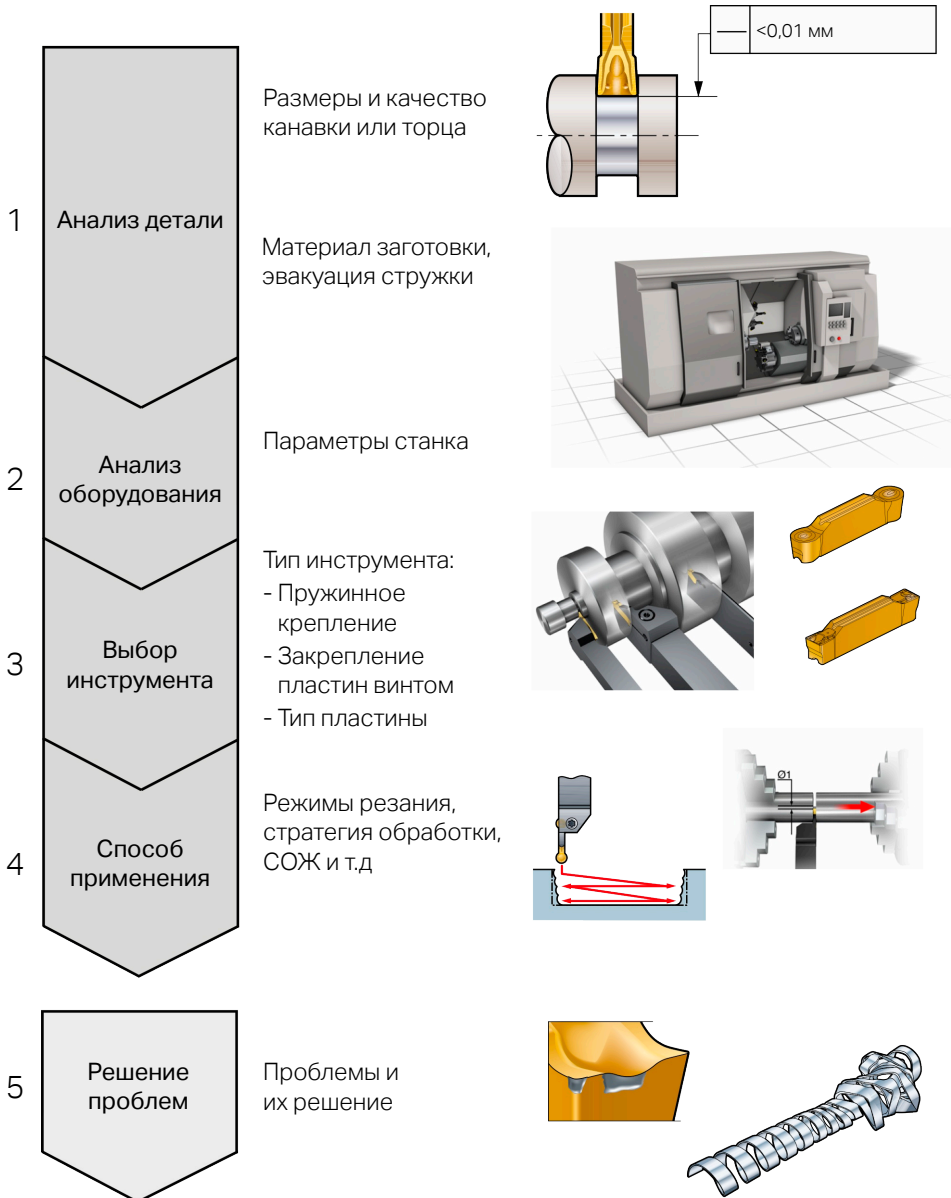 <0,01 мм
Размеры и качество
канавки или торца
1
Анализ детали
Материал заготовки,
эвакуация стружки
2
Анализ
оборудования
Параметры станка
3
Выбор
инструмента
Тип инструмента:
- Пружинное
крепление
- Закрепление
пластин винтом
- Тип пластины
4
Способ
применения
Режимы резания,
стратегия обработки,
СОЖ и т.д
Ø1
5
Решение
проблем
Проблемы и
их решение